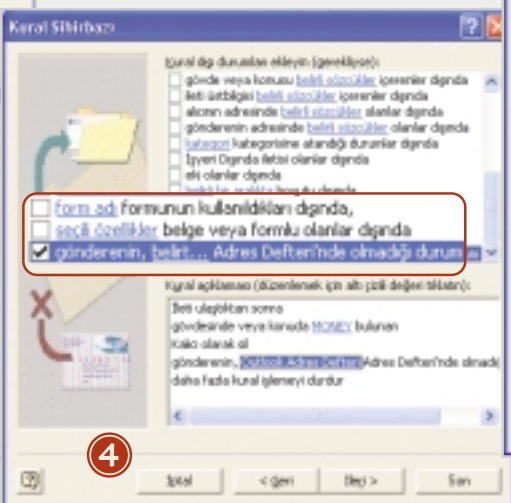 Kural Sihirbazı
Kural dışı durumları ekleyin (gerekliyse):
gövde veya konusu belirli sözcükler içerenler dışında
ileti üstbilgisi belirli sözcükler içerenler dışında
alıcının adresinde belirli sözcükler olanlar dışında
gönderenin adresinde belirli sözcükler olanlar dışında
kategori kategorisine atandığı durumlar dışında
İşyeri Dışında iletisi olanlar dışında
eki olanlar dışında
form adı formunun kullanıldıkları dışında,
seçili özellikler belge veya formlu olanlar dışında
gönderenin, belirt... Adres Defteri'nde olmadığı durum
Kural açıklaması (düzenlemek için altı çizili değeri tıklatın):
İleti ulaştıktan sonra
gövdesinde veya konuda MONEY bulunan
Kalıcı olarak sil
gönderenin, Outlook Adres Defteri Adres Defteri'nde olmadı
daha fazla kural işlemeyi durdur
4
İptal < Geri İleri > Son